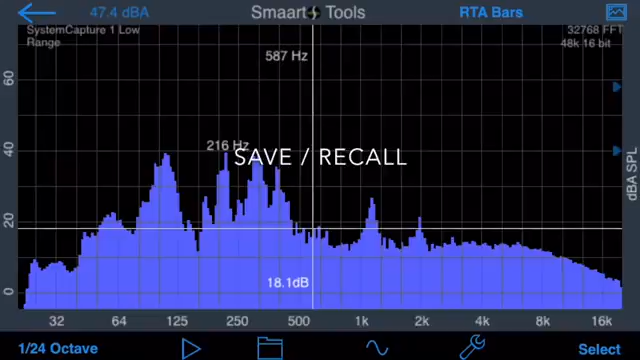 47.4 dBA
Smaart Tools
RTA Bars
SystemCapture 1 Low
Range
32768 FFT
48k 16 bit
587 Hz
216 Hz
SAVE / RECALL
18.1dB
60
40
20
0
dBA SPL
32 64 125 250 500 1k 2k 4k 8k 16k
1/24 Octave
Select